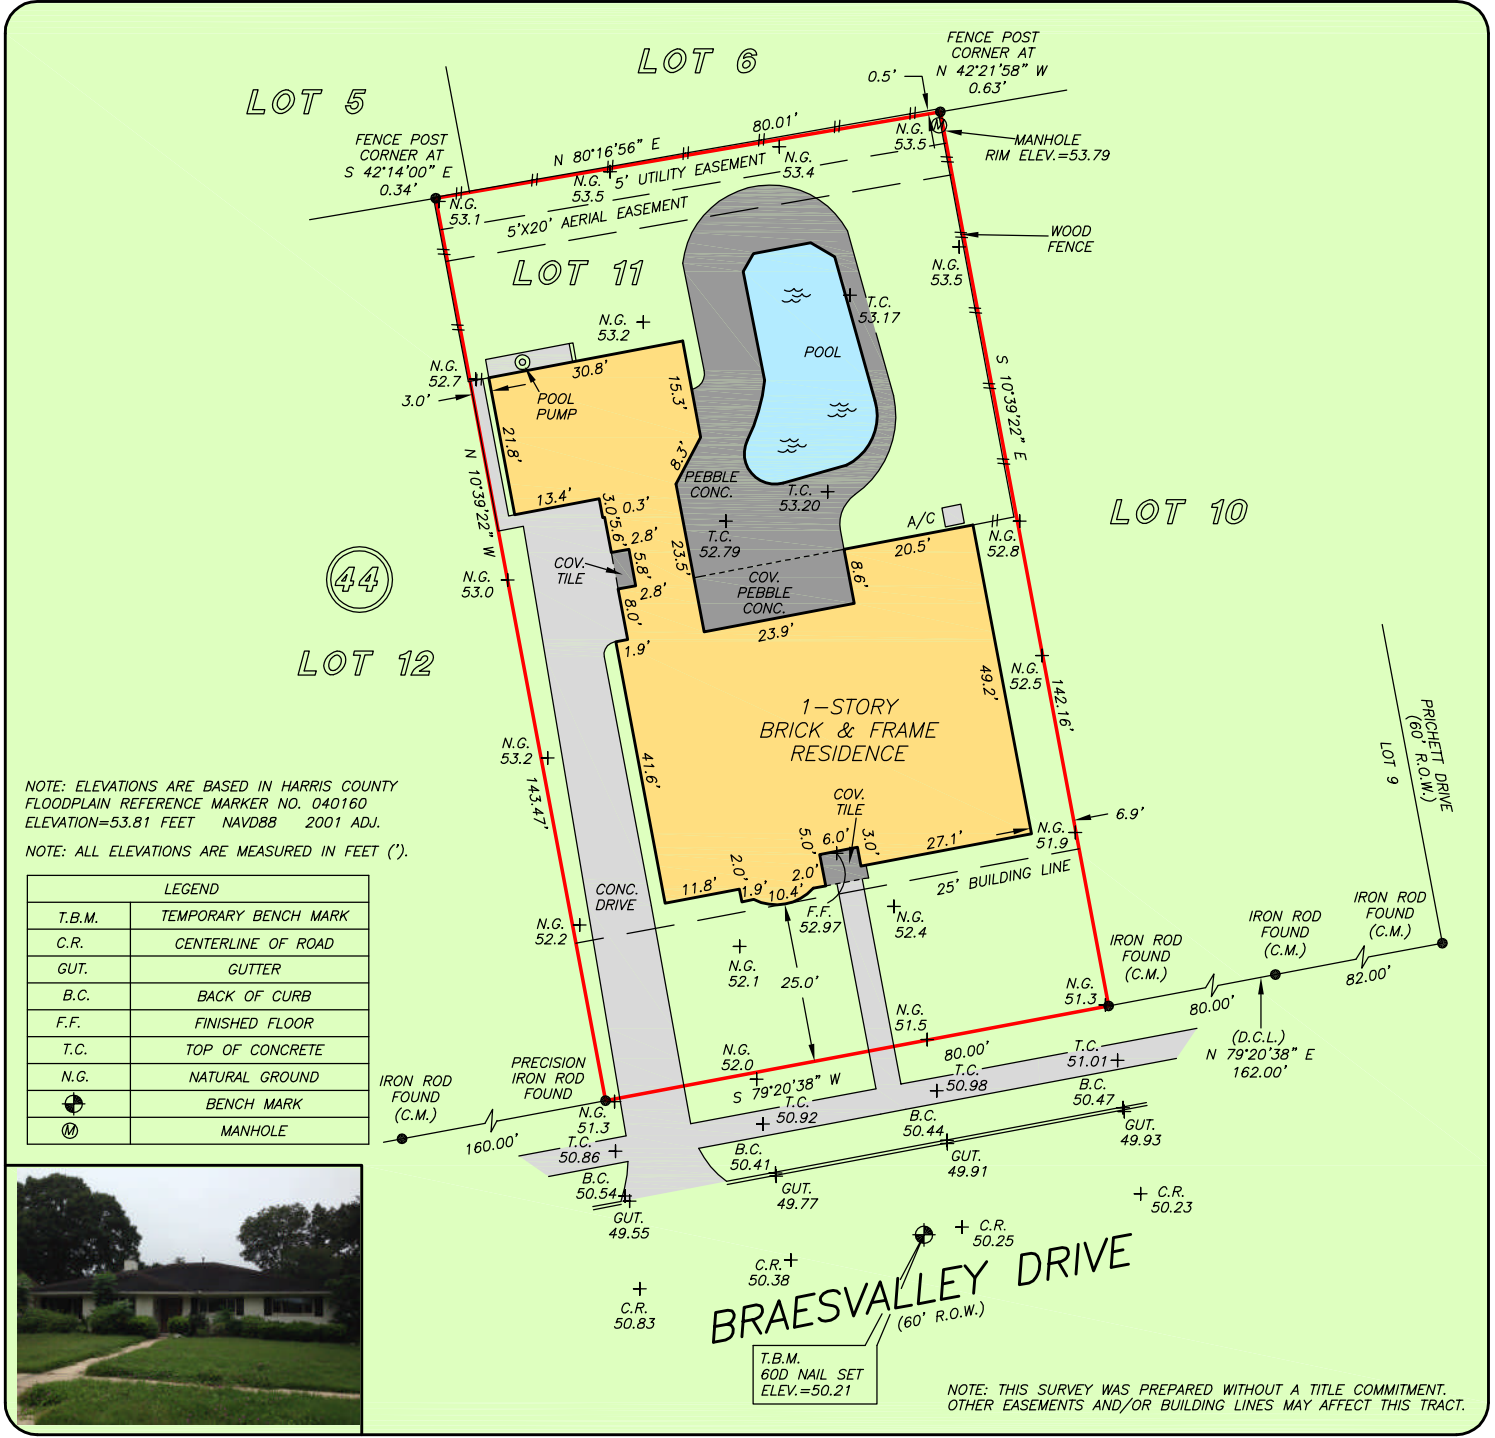 LOT 6
FENCE POST
CORNER AT
N 42°21'58" W
0.63'
0.5'
LOT 5
FENCE POST
CORNER AT
S 42°14'00" E
0.34'
80.01'
N 80°16'56" E
N.G.
53.5
MANHOLE
RIM ELEV.=53.79
M
N.G.
53.4
5' UTILITY EASEMENT
N.G.
53.5
N.G.
53.1
5'X20' AERIAL EASEMENT
WOOD
FENCE
N.G.
53.5
LOT 11
T.C.
53.17
N.G.
53.2
POOL
N.G.
52.7
3.0'
30.8'
POOL
PUMP
15.3'
S 10°39'22" E
21.8'
8.3'
N 10°39'22" W
PEBBLE
CONC.
T.C.
53.20
13.4'
3.0'
0.3'
5.6'
2.8'
T.C.
52.79
A/C
20.5'
N.G.
52.8
LOT 10
COV.
TILE
5.8'
2.8'
23.5'
COV.
PEBBLE
CONC.
8.6'
44
N.G.
53.0
8.0'
23.9'
1.9'
LOT 12
49.2'
N.G.
52.5
142.16'
1-STORY
BRICK & FRAME
RESIDENCE
PRICHETT DRIVE
(60' R.O.W.)
LOT 9
N.G.
53.2
143.47'
41.6'
NOTE: ELEVATIONS ARE BASED IN HARRIS COUNTY
FLOODPLAIN REFERENCE MARKER NO. 040160
ELEVATION=53.81 FEET NAVD88 2001 ADJ.
NOTE: ALL ELEVATIONS ARE MEASURED IN FEET (').
COV.
TILE
5.0'
6.0'
3.0'
27.1'
N.G.
51.9
6.9'
25' BUILDING LINE
CONC.
DRIVE
11.8'
2.0'
1.9'
10.4'
2.0'
F.F.
52.97
N.G.
52.4
N.G.
52.2
N.G.
52.1
25.0'
LEGEND
T.B.M. TEMPORARY BENCH MARK
C.R. CENTERLINE OF ROAD
GUT. GUTTER
B.C. BACK OF CURB
F.F. FINISHED FLOOR
T.C. TOP OF CONCRETE
N.G. NATURAL GROUND
BENCH MARK
M MANHOLE
IRON ROD
FOUND
(C.M.)
IRON ROD
FOUND
(C.M.)
IRON ROD
FOUND
(C.M.)
N.G.
51.3
80.00'
82.00'
(D.C.L.)
N 79°20'38" E
162.00'
N.G.
51.5
80.00'
N.G.
52.0
S 79°20'38" W
PRECISION
IRON ROD
FOUND
IRON ROD
FOUND
(C.M.)
160.00'
N.G.
51.3
T.C.
50.86
T.C.
50.92
T.C.
50.98
T.C.
51.01
B.C.
50.54
B.C.
50.41
B.C.
50.44
B.C.
50.47
GUT.
49.55
GUT.
49.77
GUT.
49.91
GUT.
49.93
C.R.
50.83
C.R.
50.38
C.R.
50.25
C.R.
50.23
BRAESVALLEY DRIVE
(60' R.O.W.)
T.B.M.
60D NAIL SET
ELEV.=50.21
NOTE: THIS SURVEY WAS PREPARED WITHOUT A TITLE COMMITMENT.
OTHER EASEMENTS AND/OR BUILDING LINES MAY AFFECT THIS TRACT.